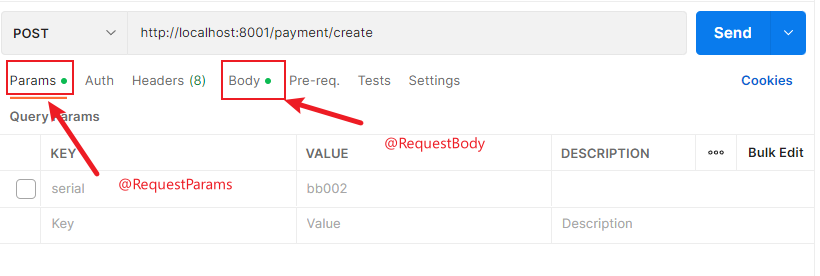 POST http://localhost:8001/payment/create Send
Params Auth Headers (8) Body Pre-req. Tests Settings Cookies
Query Params
@RequestBody
KEY VALUE DESCRIPTION Bulk Edit
serial @RequestParams bb002
Key Value Description